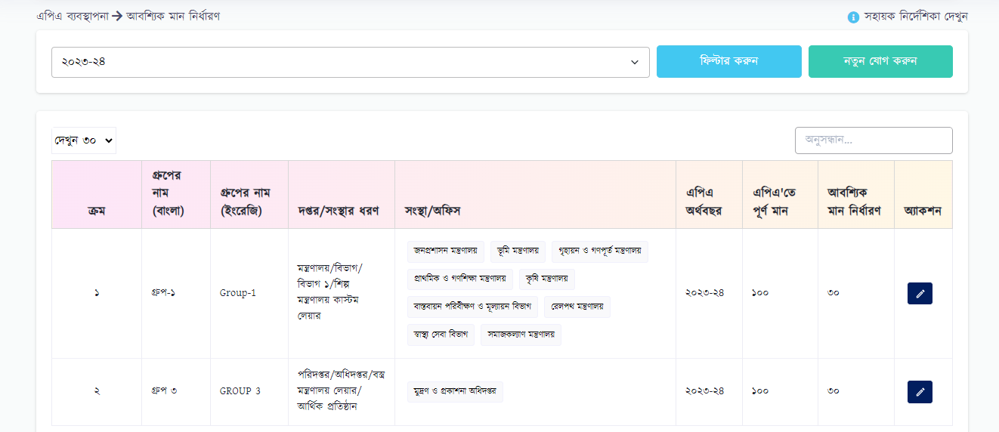 এপিএ ব্যবস্থাপনা → আবশ্যিক মান নির্ধারণ
সহায়ক নির্দেশিকা দেখুন
২০২৩-২৪
ফিল্টার করুন
নতুন যোগ করুন
দেখুন ৩০
অনুসন্ধান...
ক্রম
গ্রুপের
নাম
(বাংলা)
গ্রুপের নাম
(ইংরেজি)
দপ্তর/সংস্থার ধরণ
সংস্থা/অফিস
এপিএ
অর্থবছর
এপিএ'তে
পূর্ণ মান
আবশ্যিক
মান নির্ধারণ
অ্যাকশন
১
গ্রুপ-১
Group-1
মন্ত্রণালয়/বিভাগ/
বিভাগ ১/শিল্প
মন্ত্রণালয় কাস্টম
লেয়ার
জনপ্রশাসন মন্ত্রণালয় ভূমি মন্ত্রণালয় গৃহায়ন ও গণপূর্ত মন্ত্রণালয়
প্রাথমিক ও গণশিক্ষা মন্ত্রণালয় কৃষি মন্ত্রণালয়
বাস্তবায়ন পরিবীক্ষণ ও মূল্যায়ন বিভাগ রেলপথ মন্ত্রণালয়
স্বাস্থ্য সেবা বিভাগ সমাজকল্যাণ মন্ত্রণালয়
২০২৩-২৪
১০০
৩০
২
গ্রুপ ৩
GROUP 3
পরিদপ্তর/অধিদপ্তর/বস্ত্র
মন্ত্রণালয় লেয়ার/
আর্থিক প্রতিষ্ঠান
মুদ্রণ ও প্রকাশনা অধিদপ্তর
২০২৩-২৪
১০০
৩০